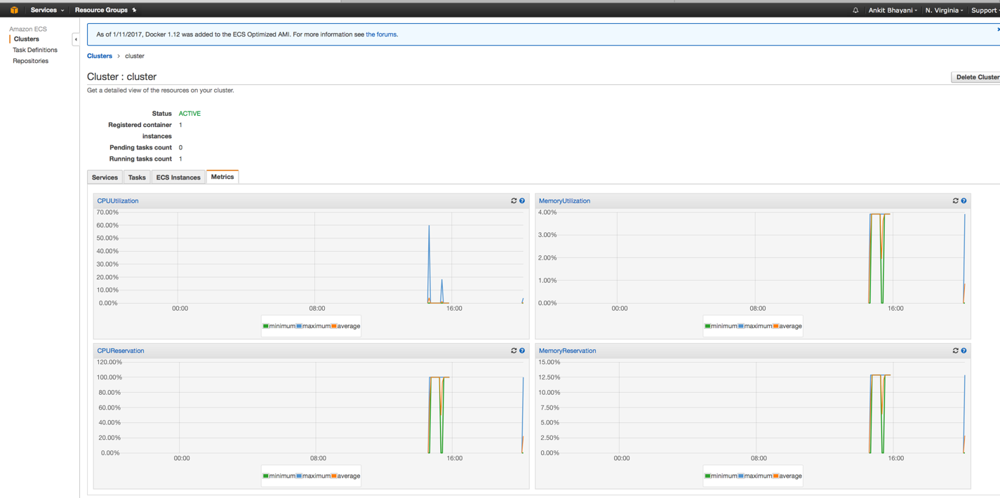 Services Resource Groups Ankit Bhayani N. Virginia Support
Amazon ECS
Clusters
Task Definitions
Repositories
As of 1/11/2017, Docker 1.12 was added to the ECS Optimized AMI. For more information see the forums.
Clusters > cluster
Cluster : cluster
Delete Cluster
Get a detailed view of the resources on your cluster.
Status ACTIVE
Registered container 1
instances
Pending tasks count 0
Running tasks count 1
Services Tasks ECS Instances Metrics
CPUUtilization
70.00%
60.00%
50.00%
40.00%
30.00%
20.00%
10.00%
0.00%
00:00 08:00 16:00
minimum maximum average
MemoryUtilization
4.00%
3.00%
2.00%
1.00%
0.00%
00:00 08:00 16:00
minimum maximum average
CPUReservation
120.00%
100.00%
80.00%
60.00%
40.00%
20.00%
0.00%
00:00 08:00 16:00
minimum maximum average
MemoryReservation
15.00%
12.50%
10.00%
7.50%
5.00%
2.50%
0.00%
00:00 08:00 16:00
minimum maximum average